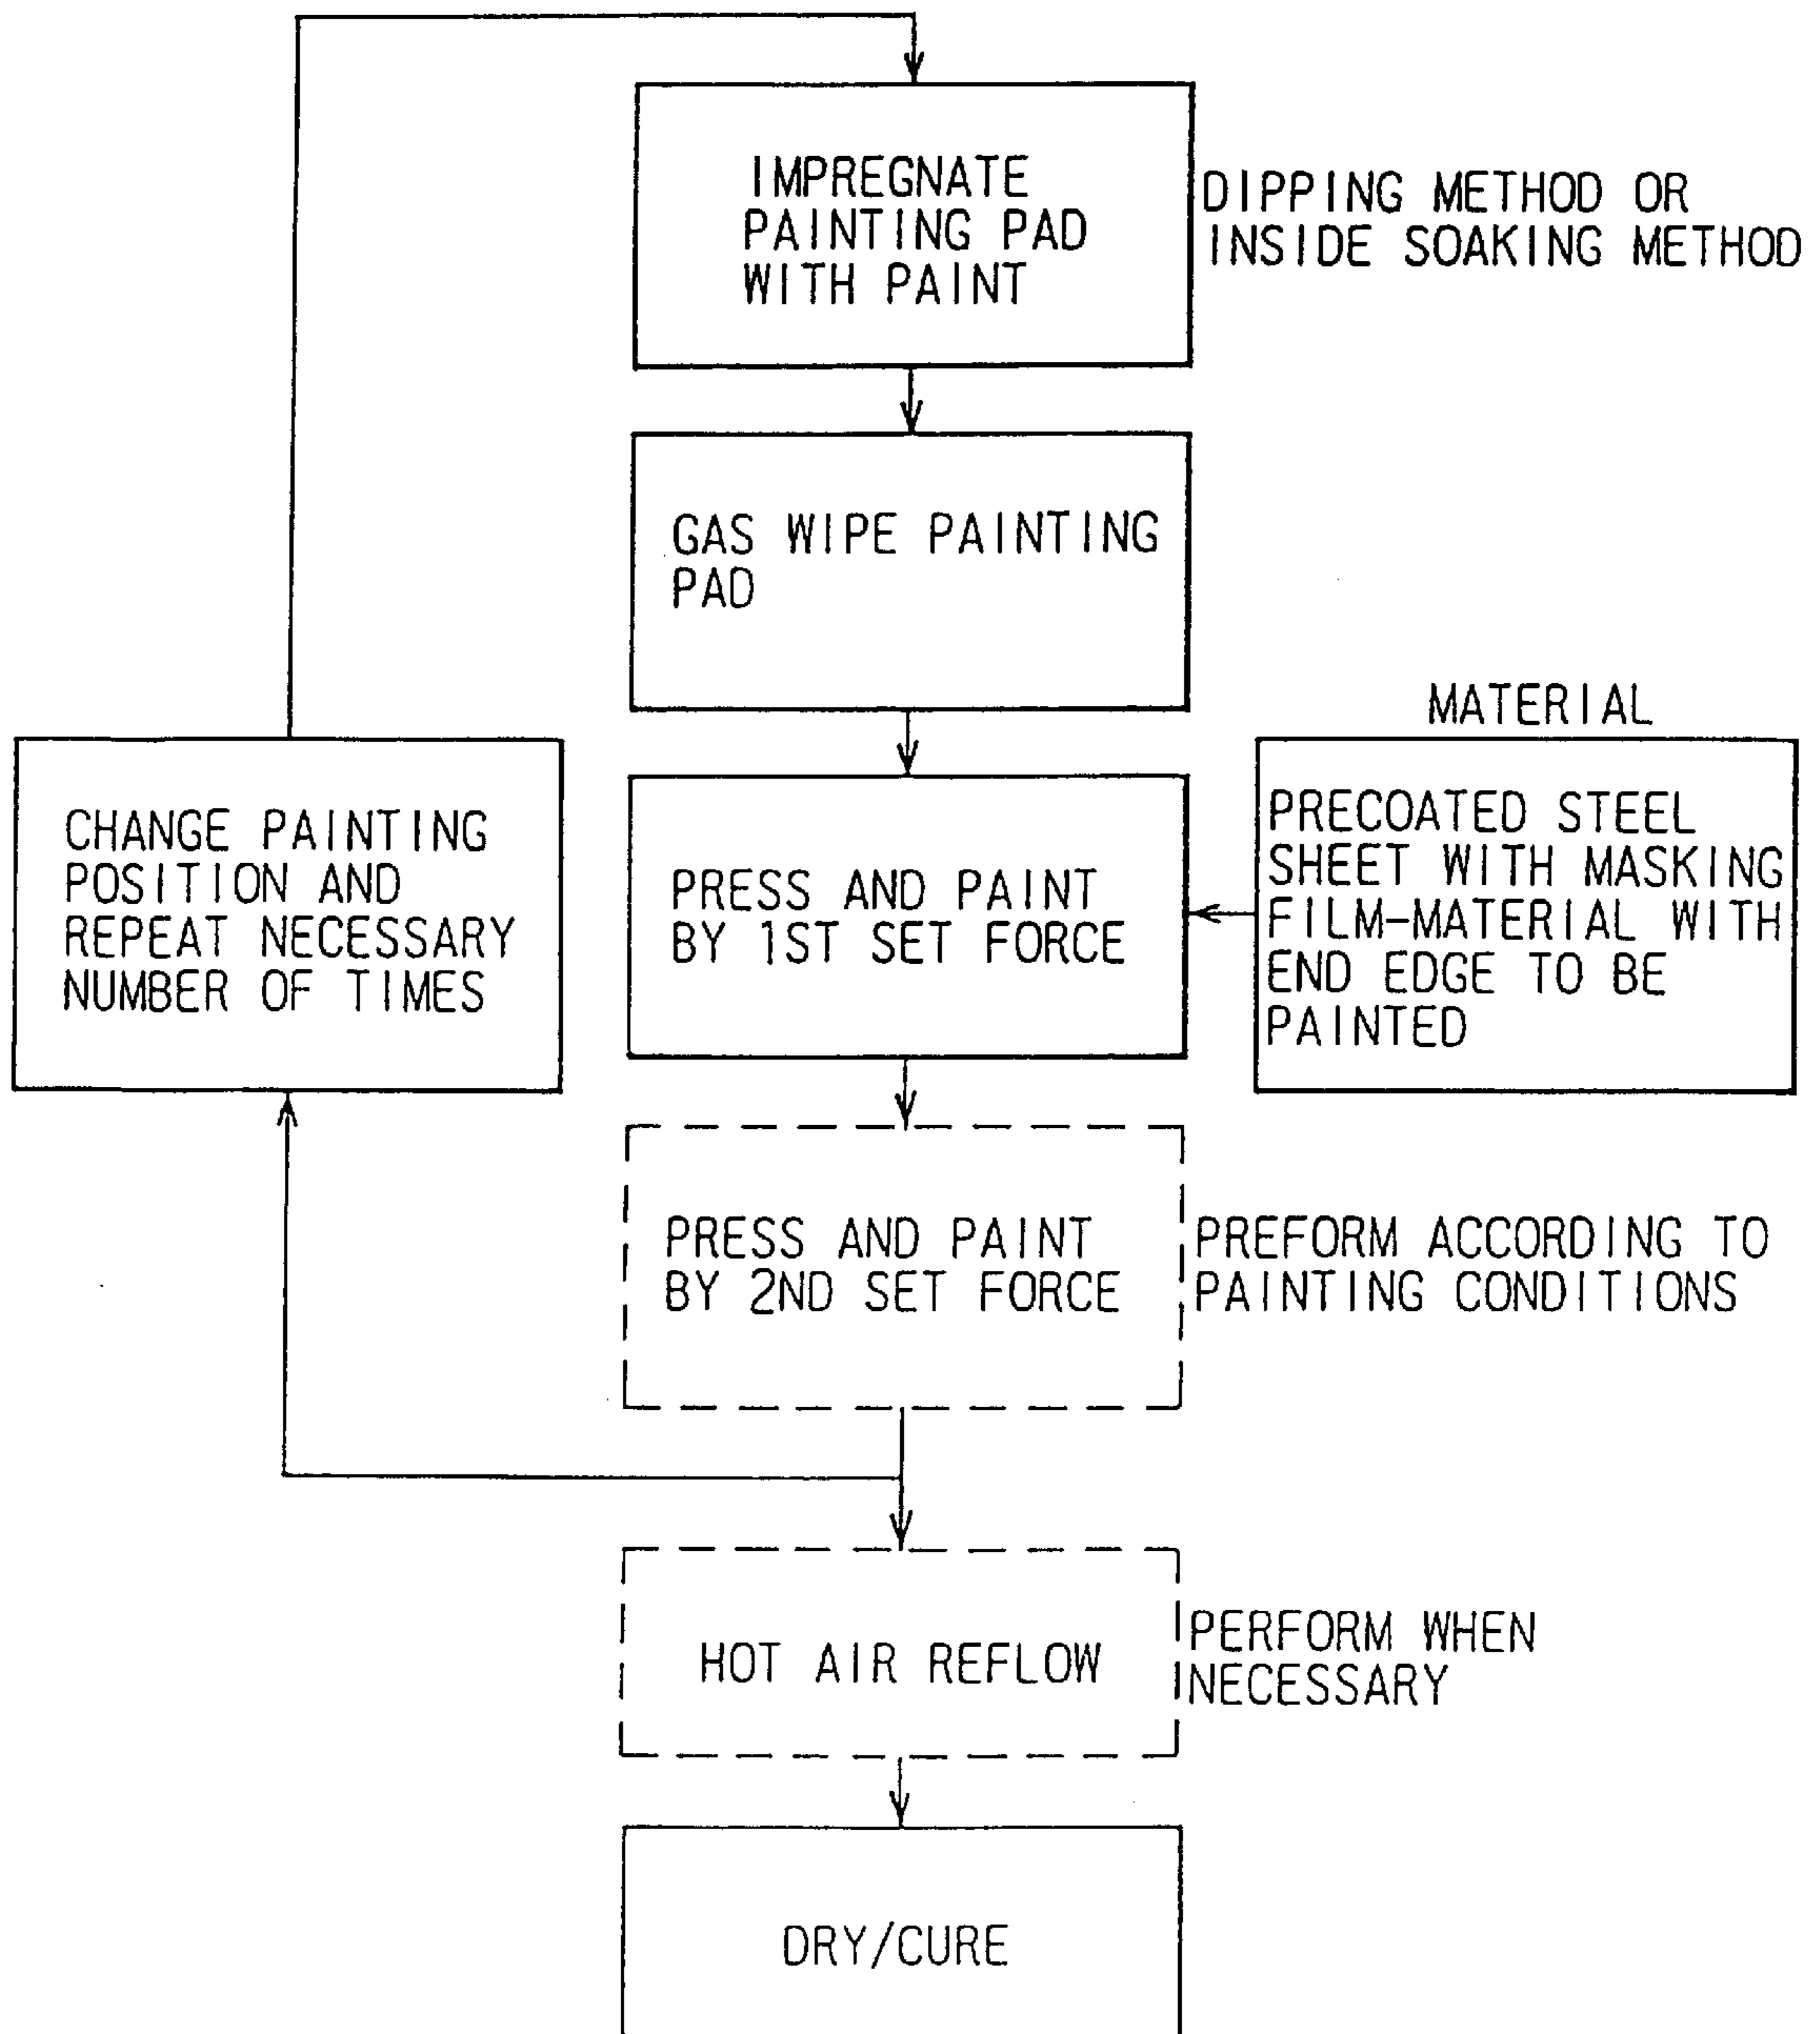 IMPREGNATE
PAINTING PAD
WITH PAINT
DIPPING METHOD OR
INSIDE SOAKING METHOD
GAS WIPE PAINTING
PAD
MATERIAL
PRECOATED STEEL
SHEET WITH MASKING
FILM-MATERIAL WITH
END EDGE TO BE
PAINTED
CHANGE PAINTING
POSITION AND
REPEAT NECESSARY
NUMBER OF TIMES
PRESS AND PAINT
BY 1ST SET FORCE
PRESS AND PAINT
BY 2ND SET FORCE
PREFORM ACCORDING TO
PAINTING CONDITIONS
HOT AIR REFLOW
PERFORM WHEN
NECESSARY
DRY/CURE